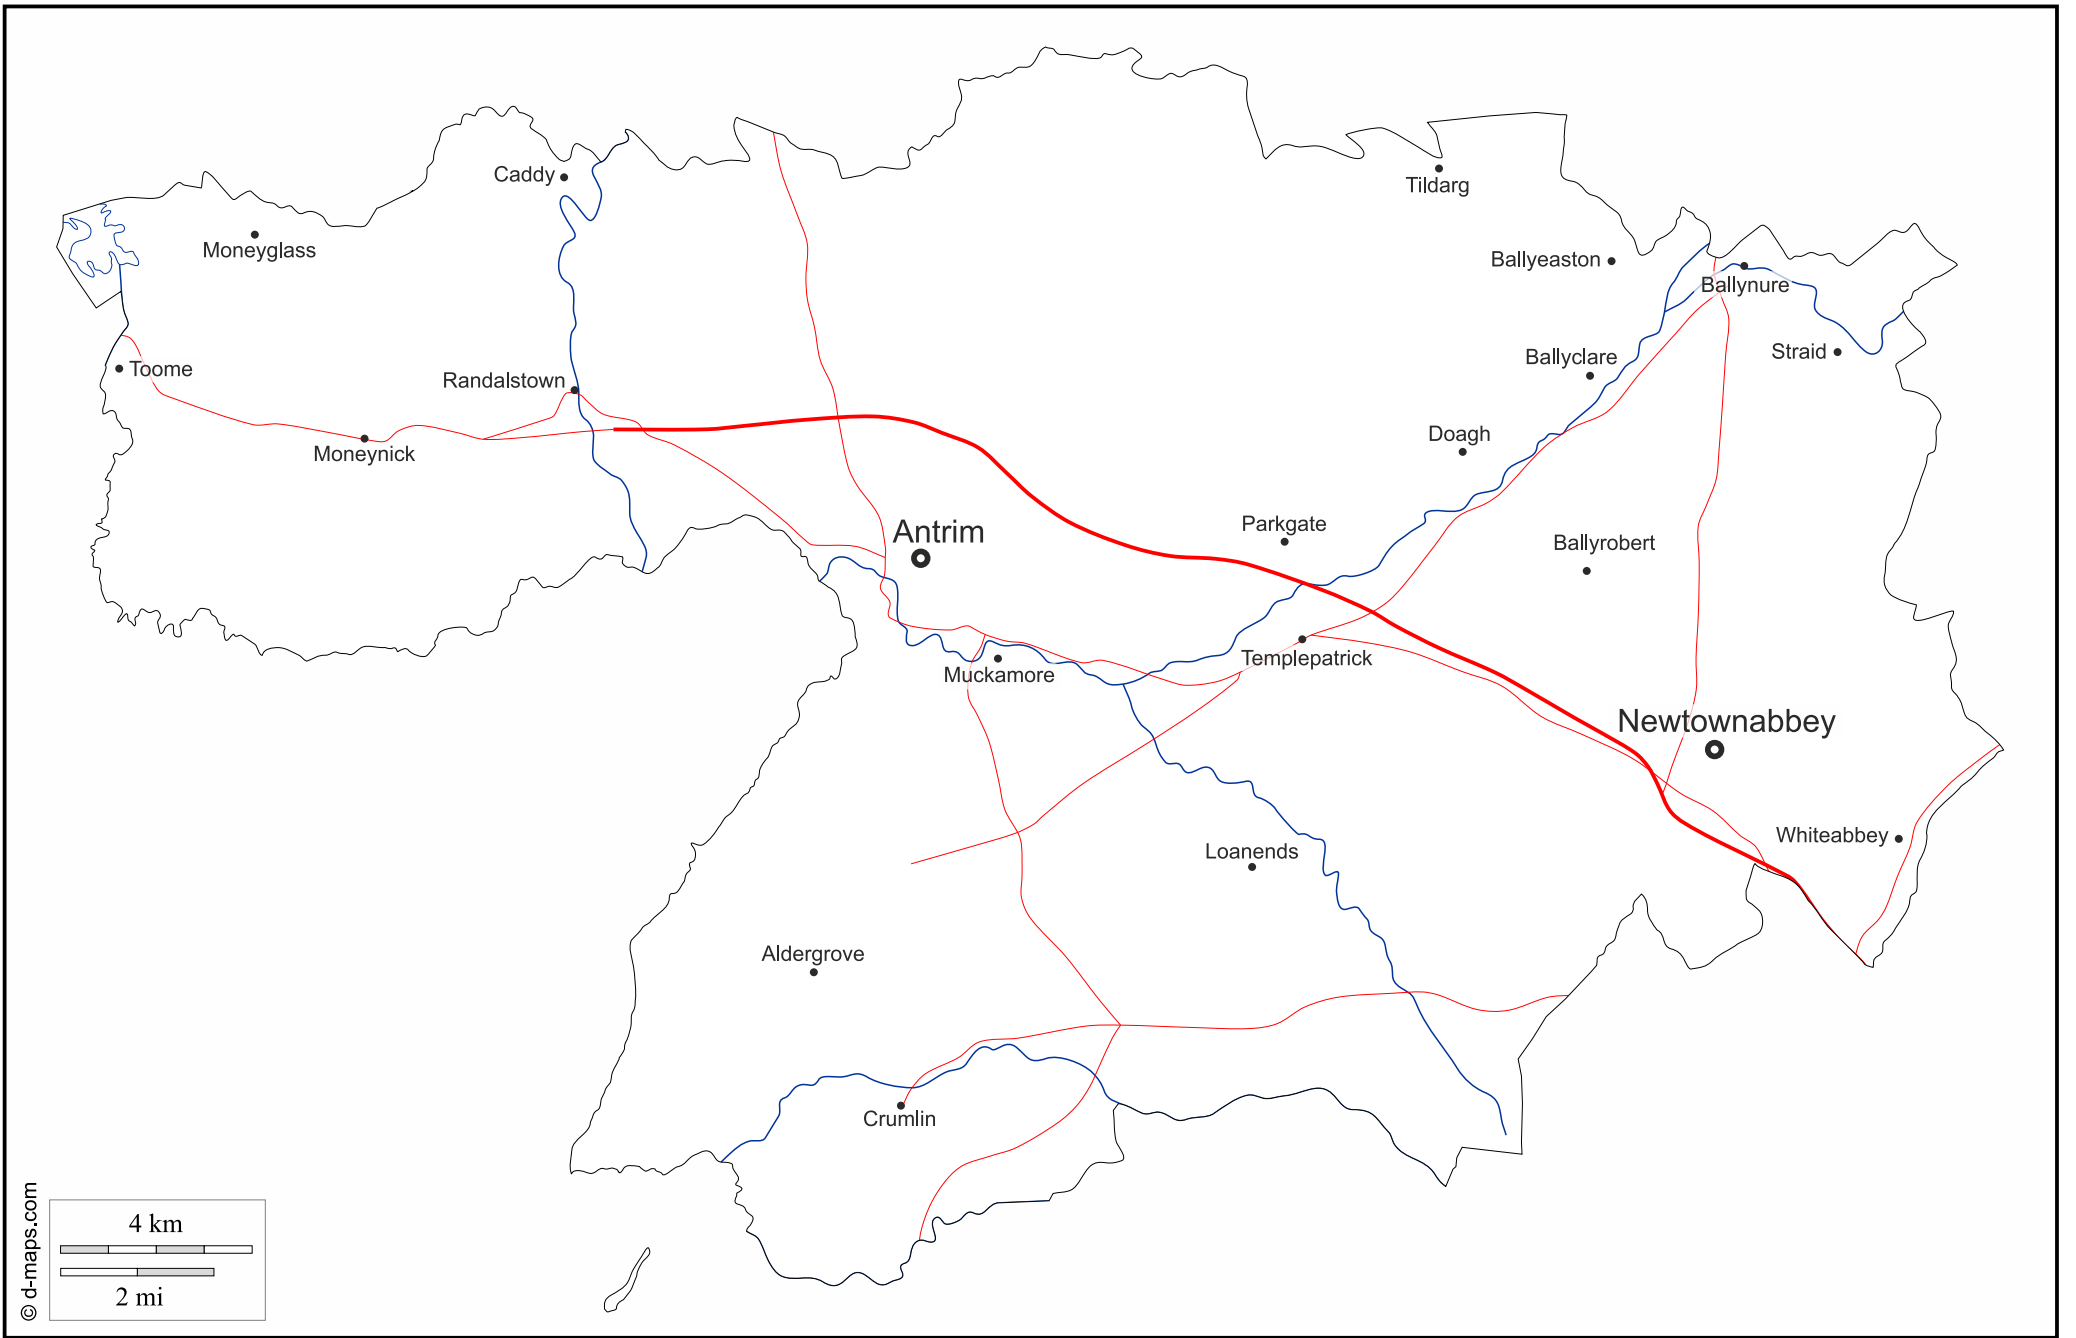 Caddy
Tildarg
Moneyglass
Ballyeaston
Ballynure
Straid
Ballyclare
Toome
Randalstown
Doagh
Moneynick
Parkgate
Antrim
Ballyrobert
Templepatrick
Muckamore
Newtownabbey
Whiteabbey
Loanends
Aldergrove
Crumlin
4 km
2 mi
© d-maps.com